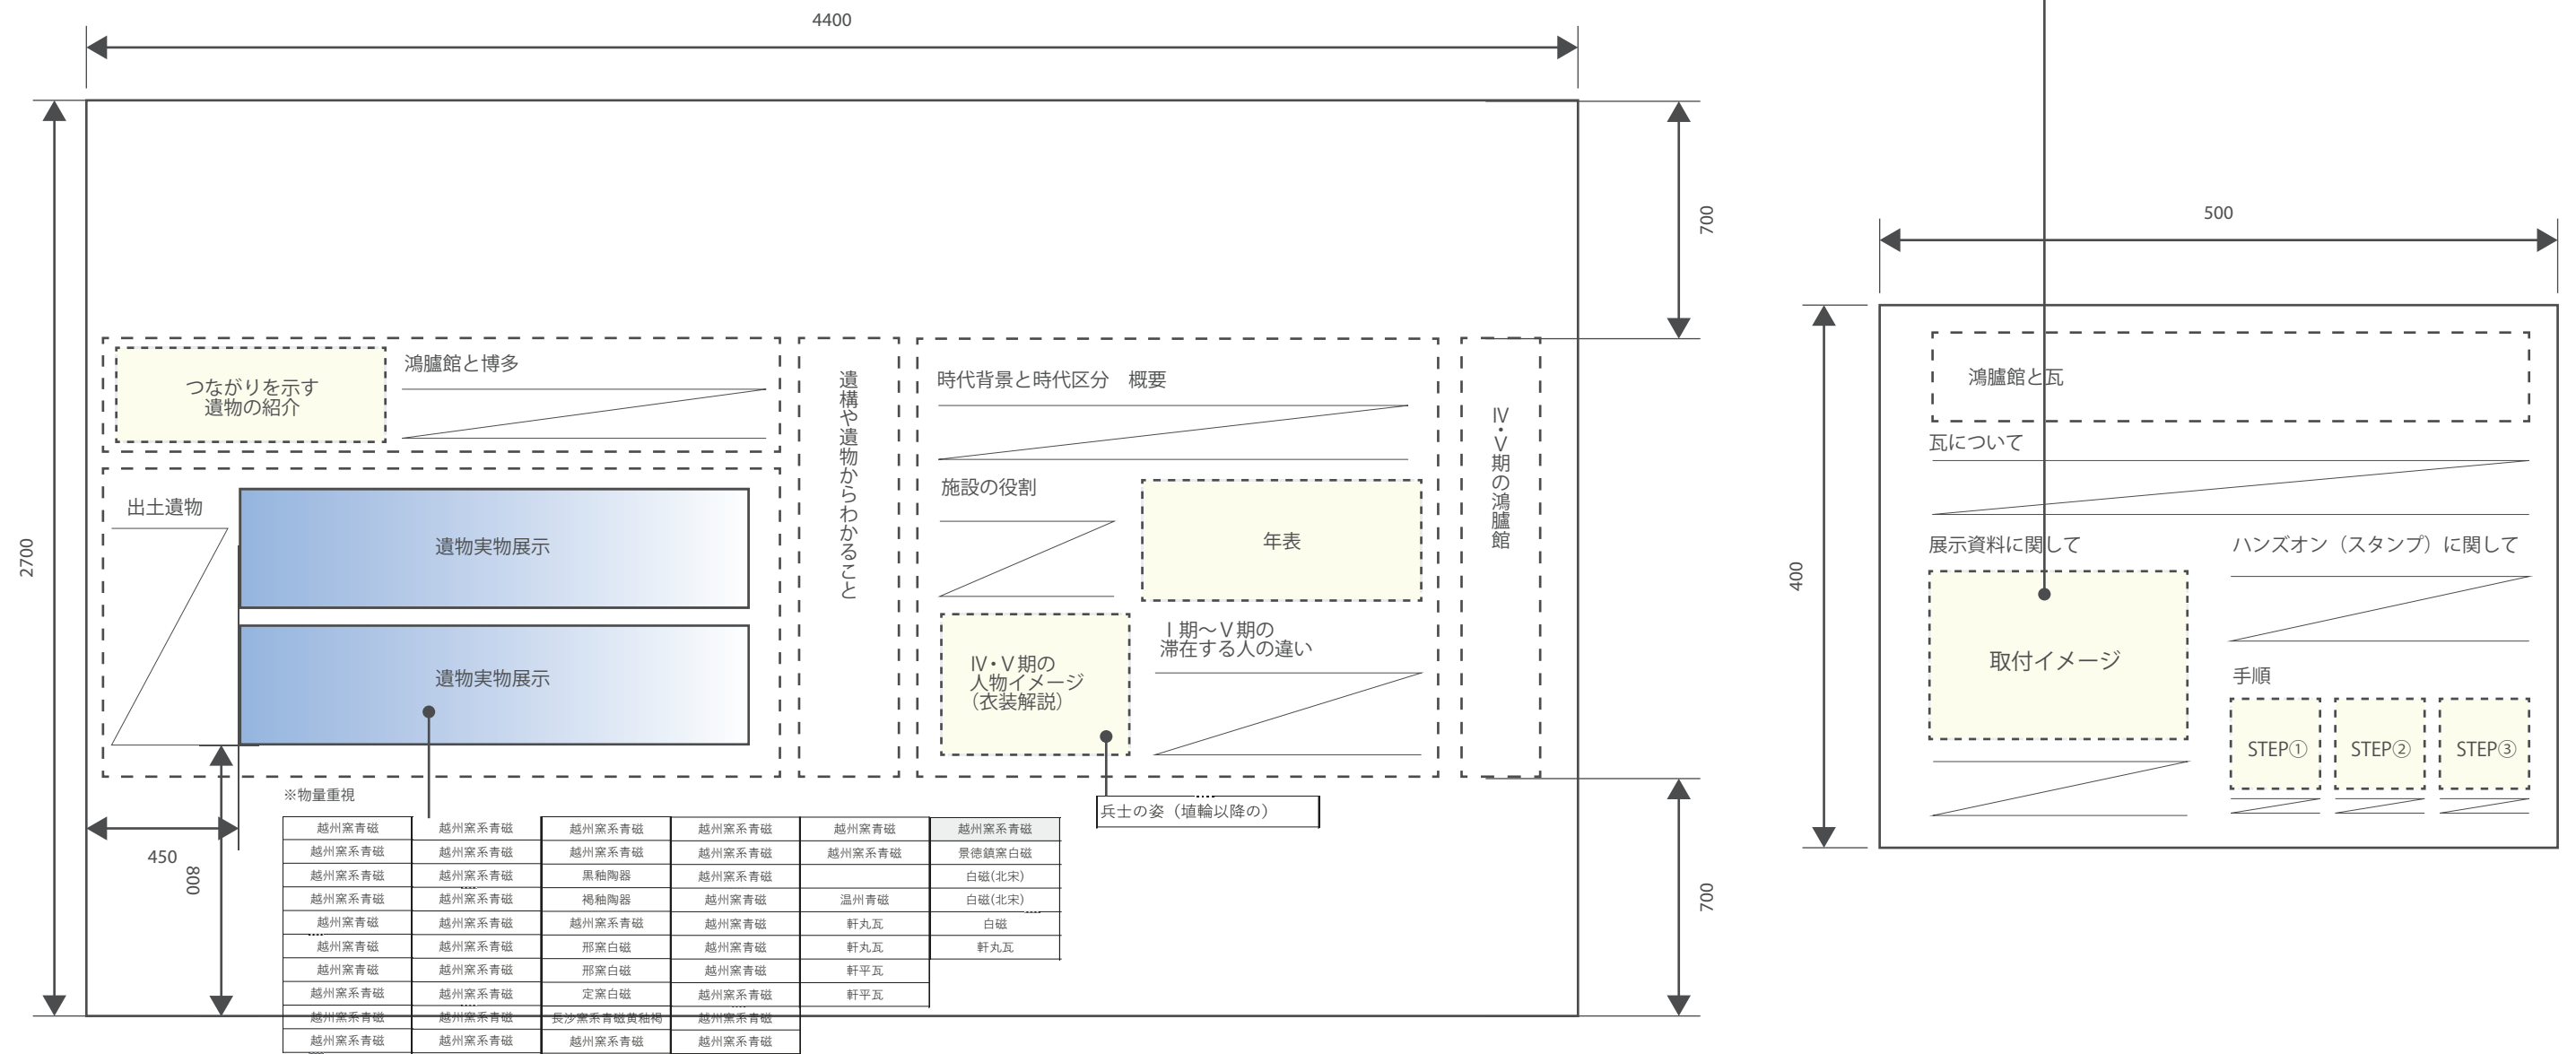 4400
2700
700
700
450
800
鴻臚館と博多
つながりを示す
遺物の紹介
出土遺物
遺物実物展示
遺物実物展示
遺構や遺物からわかること
時代背景と時代区分　概要
施設の役割
年表
Ⅳ・Ⅴ期の
人物イメージ
（衣装解説）
Ⅰ期～Ⅴ期の
滞在する人の違い
Ⅳ・Ⅴ期の鴻臚館
兵士の姿（埴輪以降の）
※物量重視
越州窯青磁 越州窯系青磁 越州窯系青磁 越州窯系青磁 越州窯青磁 越州窯系青磁
越州窯系青磁 越州窯系青磁 越州窯系青磁 越州窯系青磁 越州窯系青磁 景徳鎮窯白磁
越州窯系青磁 越州窯系青磁 黒釉陶器 越州窯系青磁 白磁(北宋)
越州窯系青磁 越州窯系青磁 褐釉陶器 越州窯青磁 温州青磁 白磁(北宋)
越州窯青磁 越州窯系青磁 越州窯系青磁 越州窯青磁 軒丸瓦 白磁
越州窯青磁 越州窯系青磁 邢窯白磁 越州窯青磁 軒丸瓦 軒丸瓦
越州窯青磁 越州窯系青磁 邢窯白磁 越州窯青磁 軒平瓦
越州窯系青磁 越州窯系青磁 定窯白磁 越州窯系青磁 軒平瓦
越州窯系青磁 越州窯系青磁 長沙窯系青磁黄釉褐 越州窯系青磁
越州窯系青磁 越州窯系青磁 越州窯系青磁 越州窯系青磁
500
400
鴻臚館と瓦
瓦について
展示資料に関して
取付イメージ
ハンズオン（スタンプ）に関して
手順
STEP① STEP② STEP③